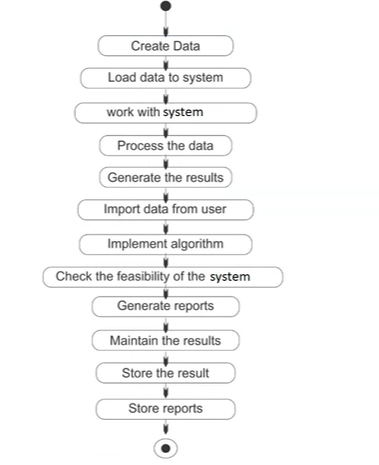 Create Data
Load data to system
work with system
Process the data
Generate the results
Import data from user
Implement algorithm
Check the feasibility of the system
Generate reports
Maintain the results
Store the result
Store reports